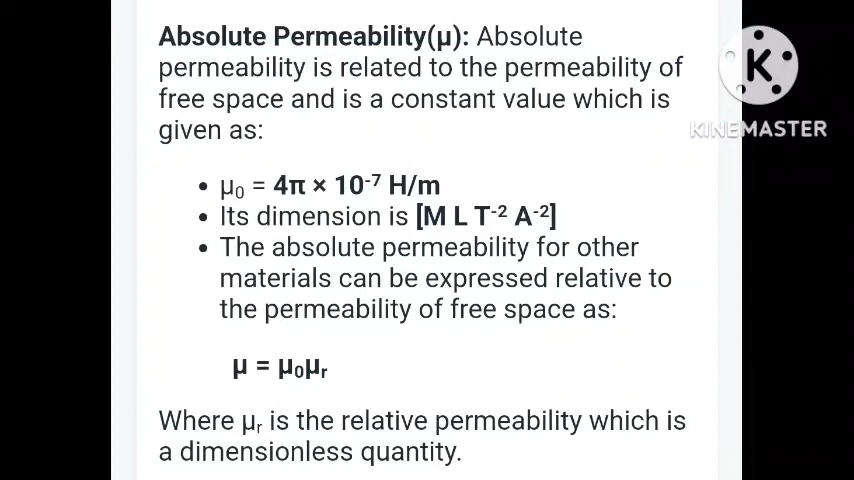 Absolute Permeability(μ): Absolute
permeability is related to the permeability of
free space and is a constant value which is
given as:
• μ₀ = 4π × 10⁻⁷ H/m
• Its dimension is [M L T⁻² A⁻²]
• The absolute permeability for other
materials can be expressed relative to
the permeability of free space as:
μ = μ₀μᵣ
Where μᵣ is the relative permeability which is
a dimensionless quantity.
K
KINEMASTER